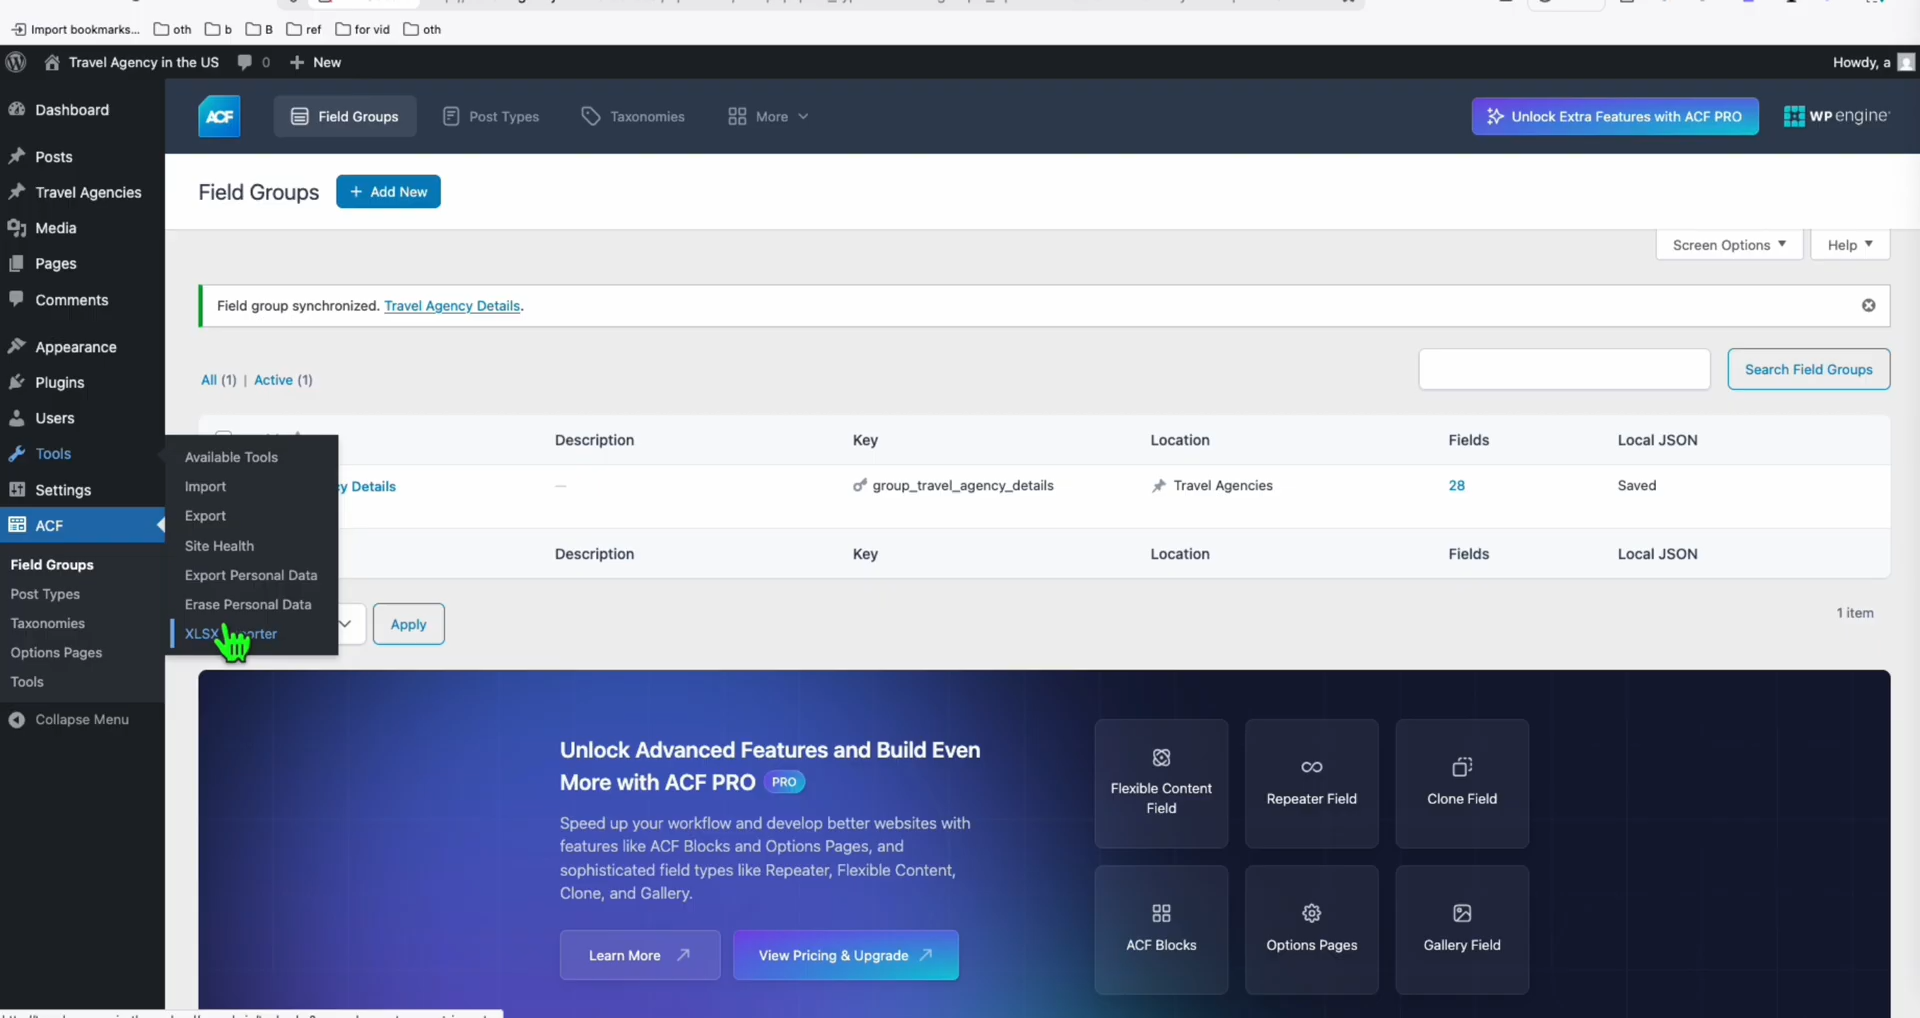 Import bookmarks... oth b B ref for vid oth
Travel Agency in the US 0 New Howdy, a
Dashboard
Posts
Travel Agencies
Media
Pages
Comments
Appearance
Plugins
Users
Tools
Settings
ACF
Field Groups
Post Types
Taxonomies
Options Pages
Tools
Collapse Menu
Available Tools
Import
Export
Site Health
Export Personal Data
Erase Personal Data
XLSX
ACF Field Groups Post Types Taxonomies More Unlock Extra Features with ACF PRO WP engine
Field Groups + Add New
Screen Options Help
Field group synchronized. Travel Agency Details.
All (1) | Active (1) Search Field Groups
Description Key Location Fields Local JSON
cy Details — group_travel_agency_details Travel Agencies 28 Saved
Description Key Location Fields Local JSON
Apply 1 item
Unlock Advanced Features and Build Even
More with ACF PRO PRO
Speed up your workflow and develop better websites with
features like ACF Blocks and Options Pages, and
sophisticated field types like Repeater, Flexible Content,
Clone, and Gallery.
Learn More View Pricing & Upgrade
Flexible Content
Field
Repeater Field
Clone Field
ACF Blocks
Options Pages
Gallery Field